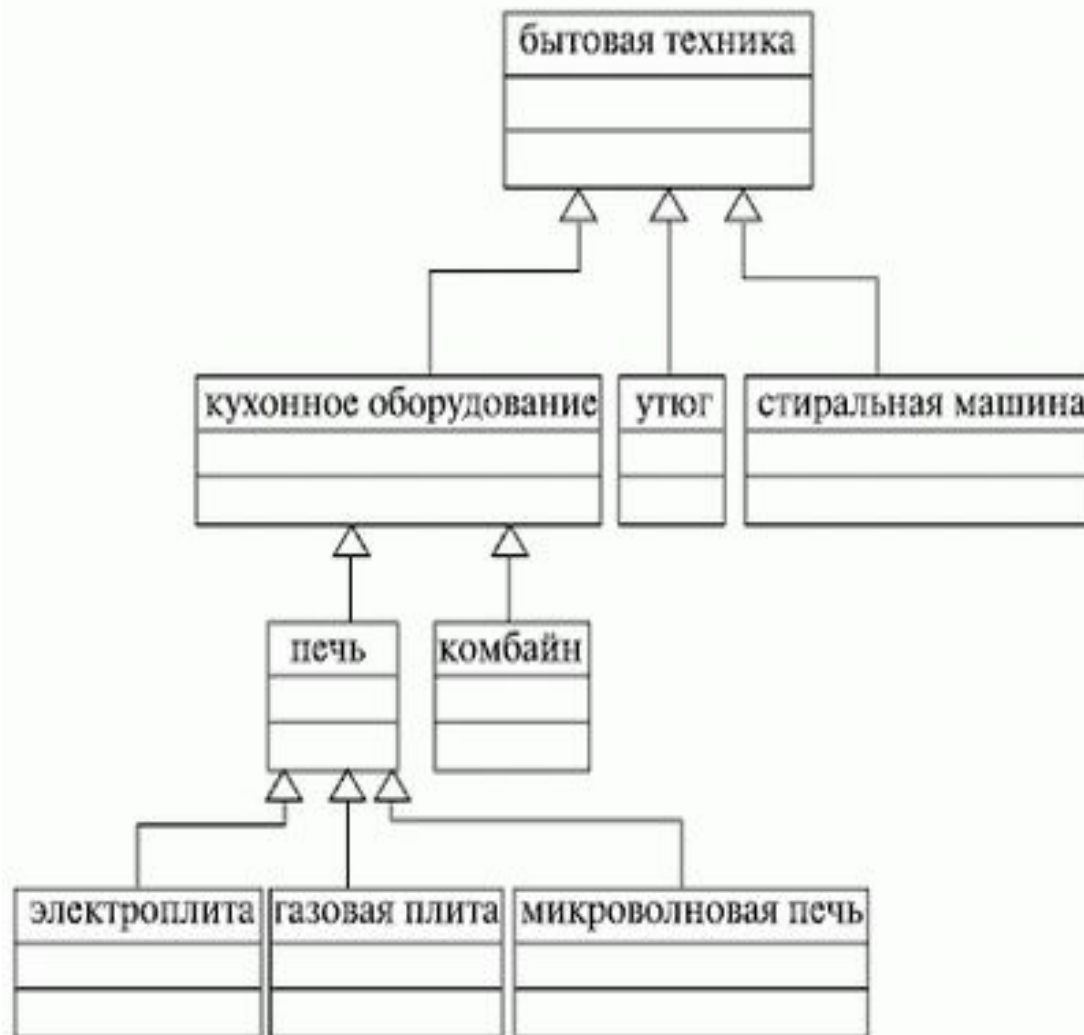 бытовая техника
кухонное оборудование
утюг
стиральная машина
печь
комбайн
электроплита
газовая плита
микроволновая печь